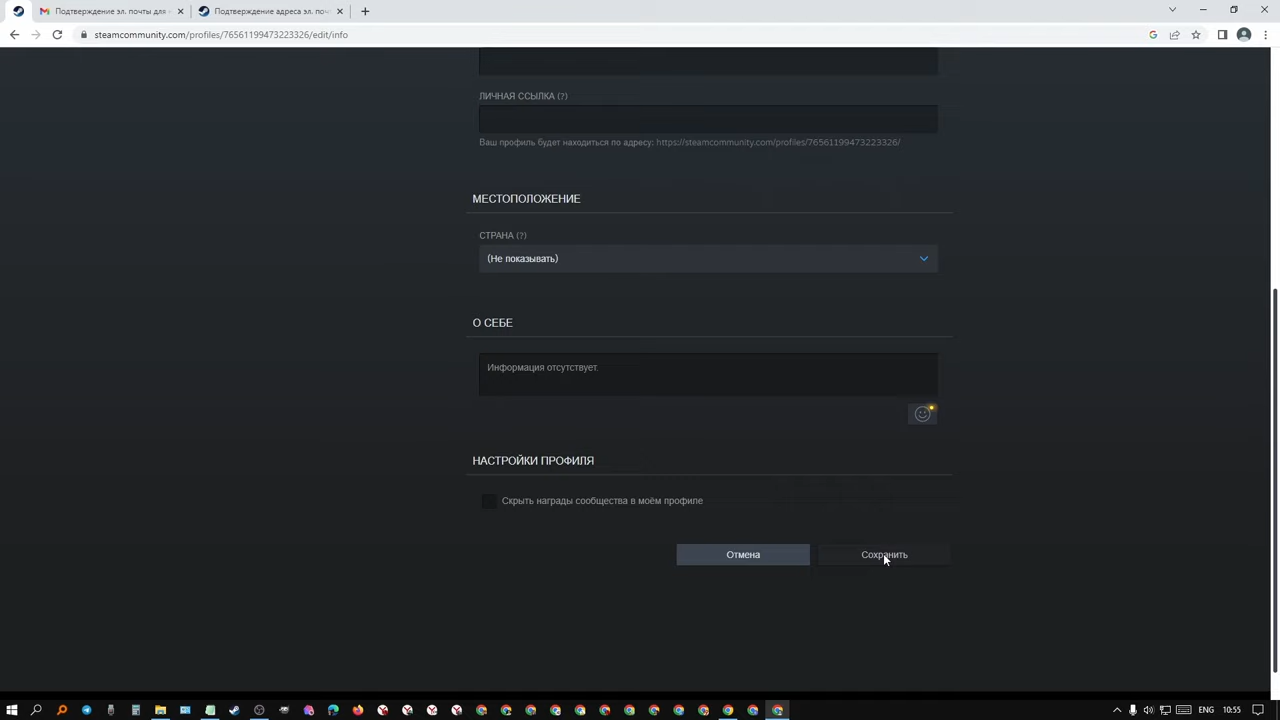 Подтверждение эл. почты для н
Подтверждение адреса эл. поч
steamcommunity.com/profiles/76561199473223326/edit/info
ЛИЧНАЯ ССЫЛКА (?)
Ваш профиль будет находиться по адресу: https://steamcommunity.com/profiles/76561199473223326/
МЕСТОПОЛОЖЕНИЕ
СТРАНА (?)
(Не показывать)
О СЕБЕ
Информация отсутствует.
НАСТРОЙКИ ПРОФИЛЯ
Скрыть награды сообщества в моём профиле
Отмена
Сохранить
ENG
10:55